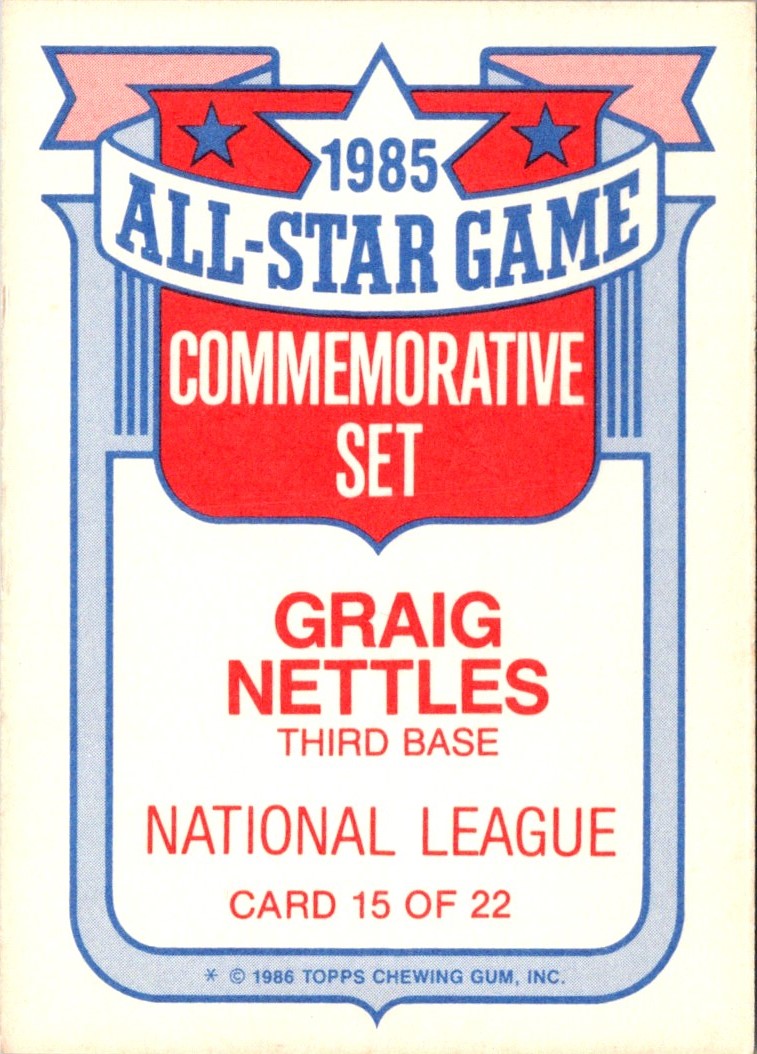 1985
ALL-STAR GAME
COMMEMORATIVE
SET
GRAIG
NETTLES
THIRD BASE
NATIONAL LEAGUE
CARD 15 OF 22
* © 1986 TOPPS CHEWING GUM, INC.